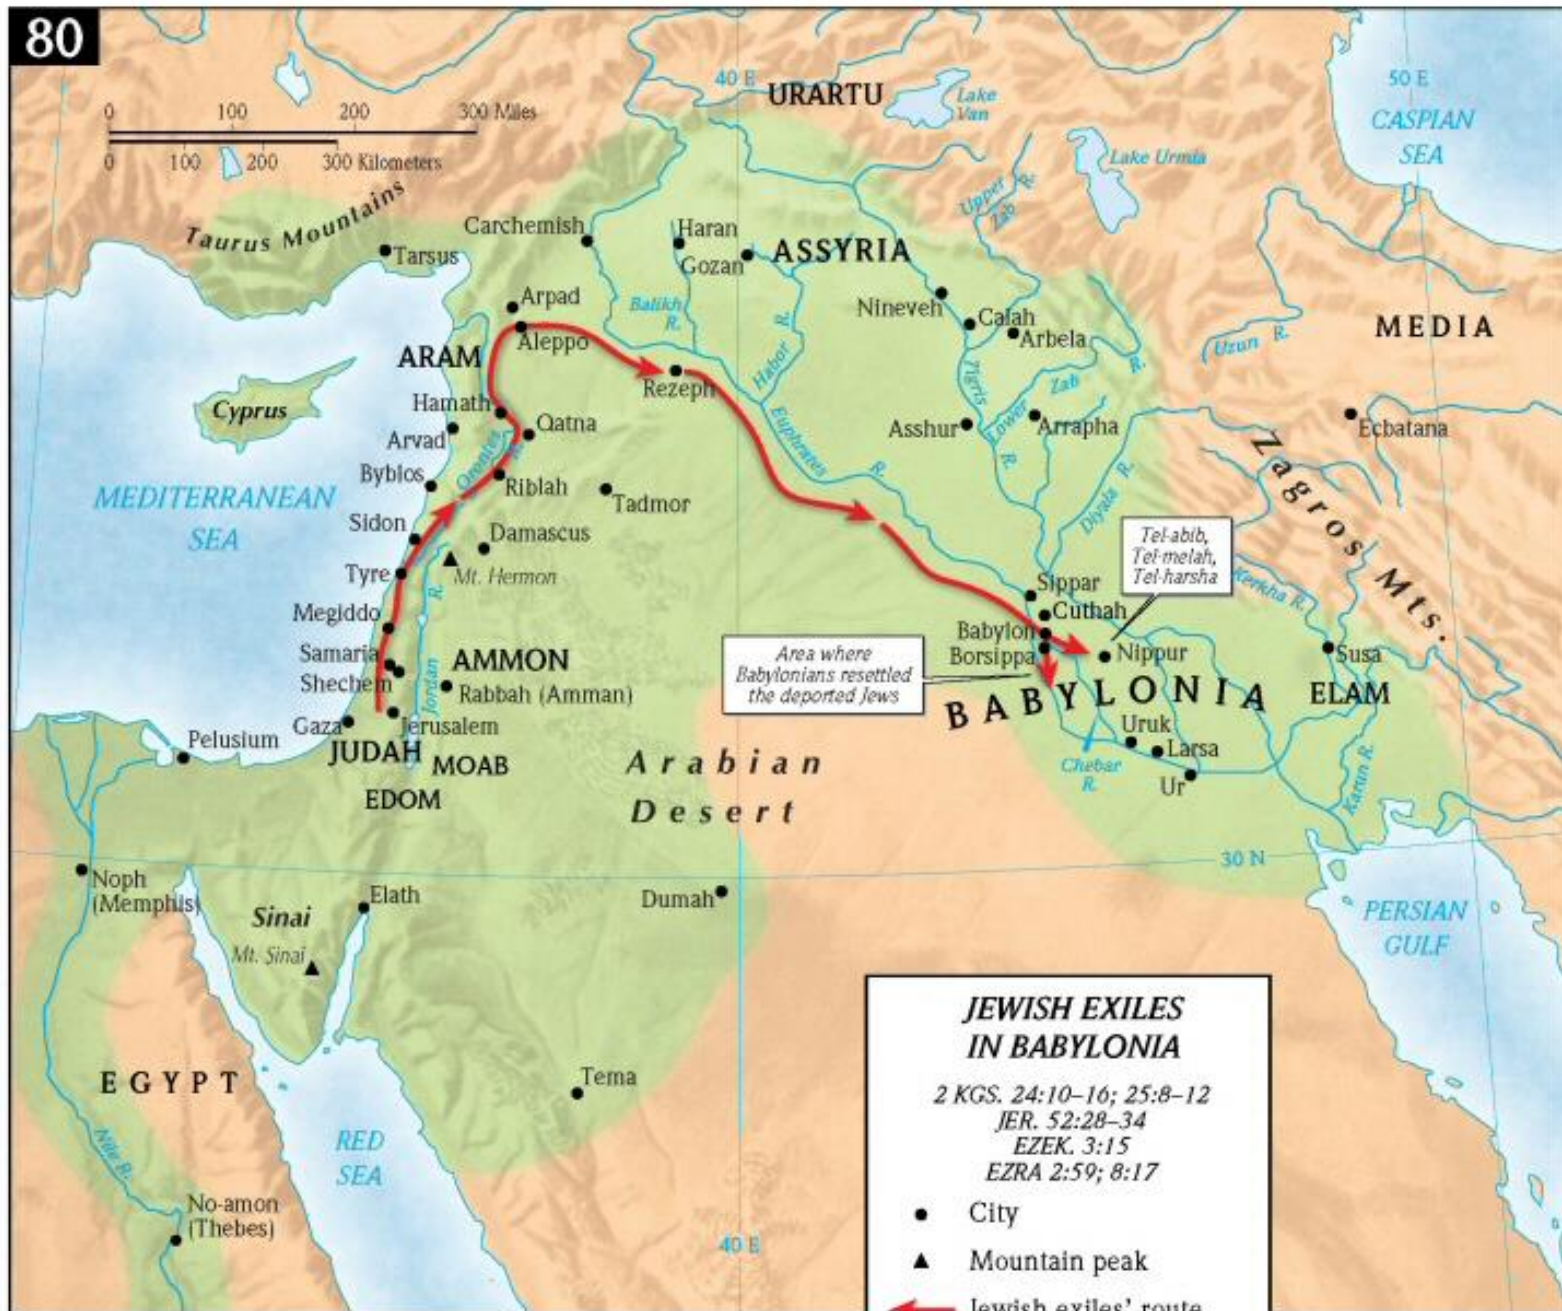 80
40 E
URARTU
Lake
Van
50 E
CASPIAN
SEA
0 100 200 300 Miles
0 100 200 300 Kilometers
Lake Urmia
Upper
Zab
R.
Taurus Mountains
Tarsus
Carchemish
Haran
Gozan
ASSYRIA
Balikh
R.
Habor R.
Nineveh
Calah
Arbela
MEDIA
Uzun R.
Arpad
Aleppo
ARAM
Rezeph
Tigris
Lower
Zab
R.
R.
Cyprus
Hamath
Arvad
Qatna
Orontes
R.
Asshur
Arrapha
Ecbatana
Euphrates
R.
Byblos
Riblah
Tadmor
Diyala R.
Zagros Mts.
MEDITERRANEAN
SEA
Sidon
Damascus
Tyre
Mt. Hermon
R.
Jordan
Tel-abib,
Tel-melah,
Tel-harsha
Kerkha R.
Sippar
Cuthah
Megiddo
Babylon
Borsippa
Nippur
Susa
Samaria
Shechem
AMMON
Rabbah (Amman)
Area where
Babylonians resettled
the deported Jews
BABYLONIA
ELAM
Gaza
Jerusalem
Pelusium
JUDAH
MOAB
EDOM
Arabian
Desert
Uruk
Larsa
Ur
Chebar
R.
Karun R.
30 N
Noph
(Memphis)
Elath
Sinai
Mt. Sinai
Dumah
PERSIAN
GULF
EGYPT
Nile R.
RED
SEA
Tema
No-amon
(Thebes)
40 E
JEWISH EXILES
IN BABYLONIA
2 KGS. 24:10–16; 25:8–12
JER. 52:28–34
EZEK. 3:15
EZRA 2:59; 8:17
City
Mountain peak
Jewish exiles' route